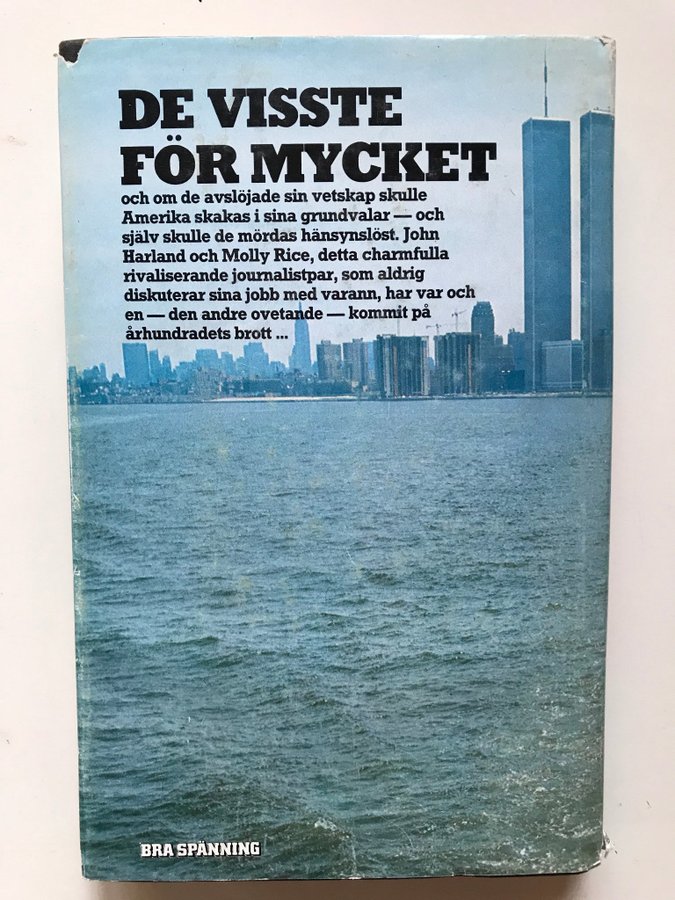 DE VISSTE
FÖR MYCKET
och om de avslöjade sin vetskap skulle
Amerika skakas i sina grundvalar — och
själv skulle de mördas hänsynslöst. John
Harland och Molly Rice, detta charmfulla
rivaliserande journalistpar, som aldrig
diskuterar sina jobb med varann, har var och
en — den andre ovetande — kommit på
århundradets brott ...
BRA SPÄNNING